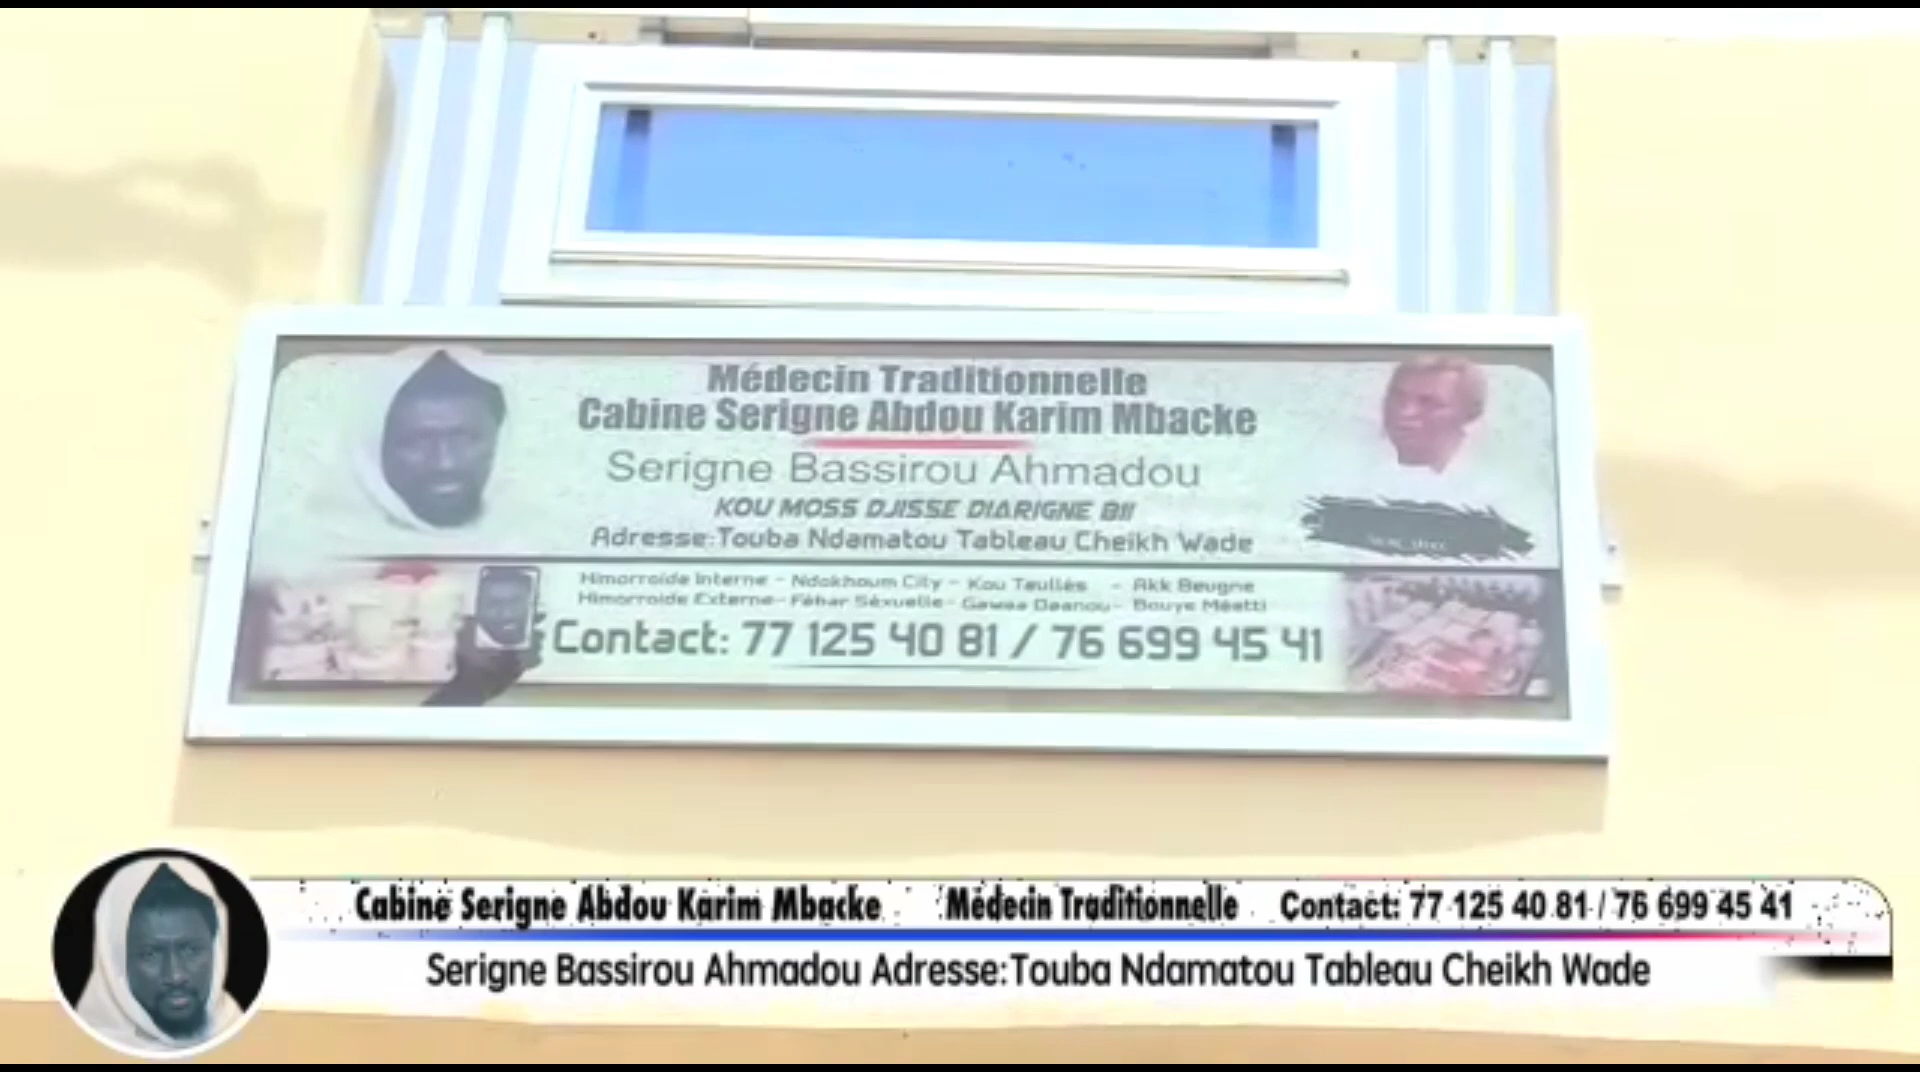 Médecin Traditionnelle
Cabine Serigne Abdou Karim Mbacke
Serigne Bassirou Ahmadou
KOU MOSS DJISSE DIARIGNE BII
Adresse:Touba Ndamatou Tableau Cheikh Wade
Himorroide Interne - Ndokhoum City - Kou Teullés - Akk Beugne
Himorroide Externe - Féhar Séxuelle - Gawaa Daanou - Bouye Méetti
Contact: 77 125 40 81 / 76 699 45 41
Cabine Serigne Abdou Karim Mbacke Médecin Traditionnelle Contact: 77 125 40 81 / 76 699 45 41
Serigne Bassirou Ahmadou Adresse:Touba Ndamatou Tableau Cheikh Wade